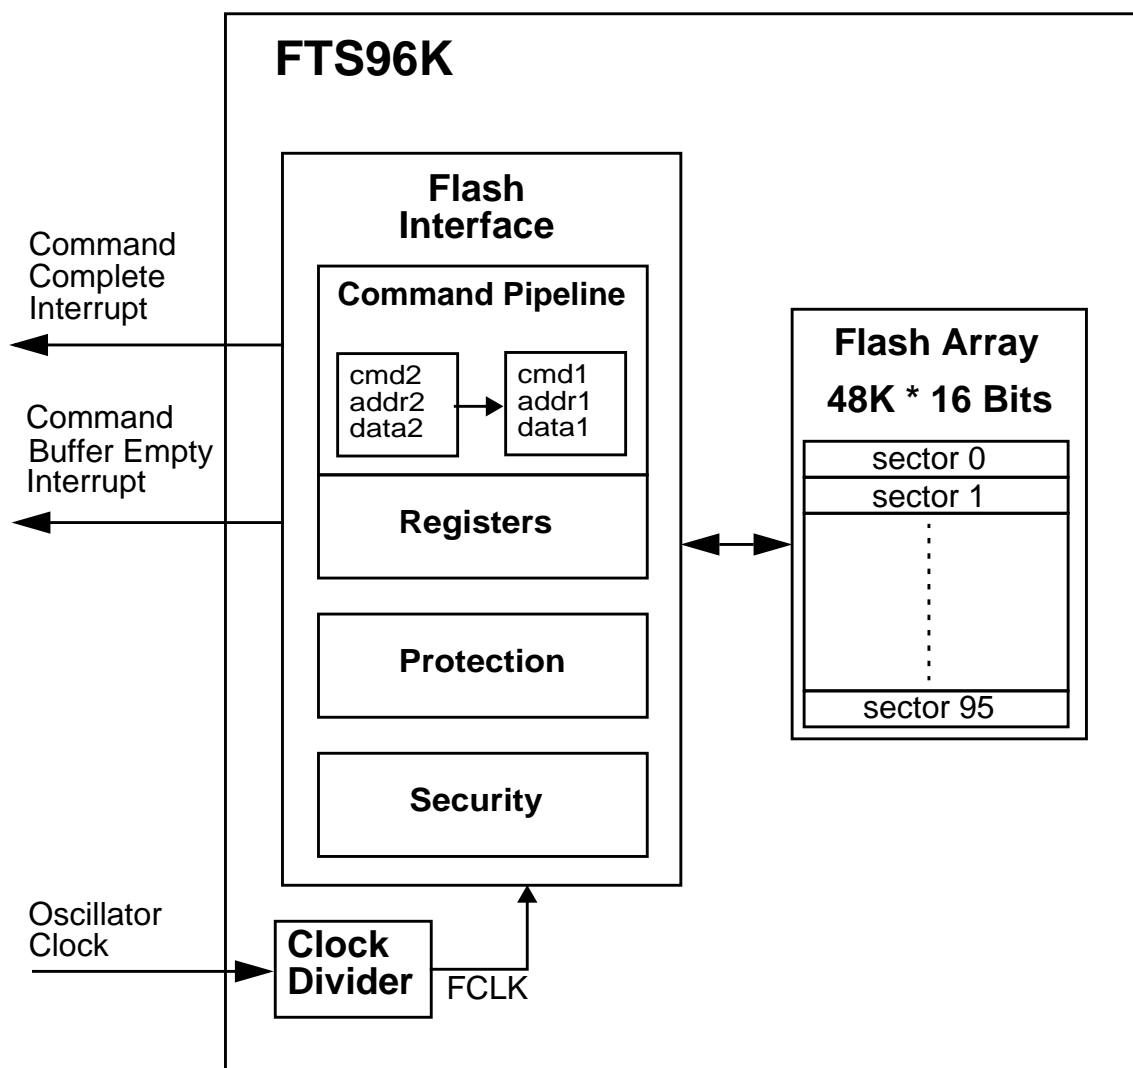 FTS96K
Flash
Interface
Command
Complete
Interrupt
Command Pipeline
cmd2
addr2
data2
cmd1
addr1
data1
Command
Buffer Empty
Interrupt
Registers
Protection
Security
Flash Array
48K * 16 Bits
sector 0
sector 1
sector 95
Oscillator
Clock
Clock
Divider
FCLK